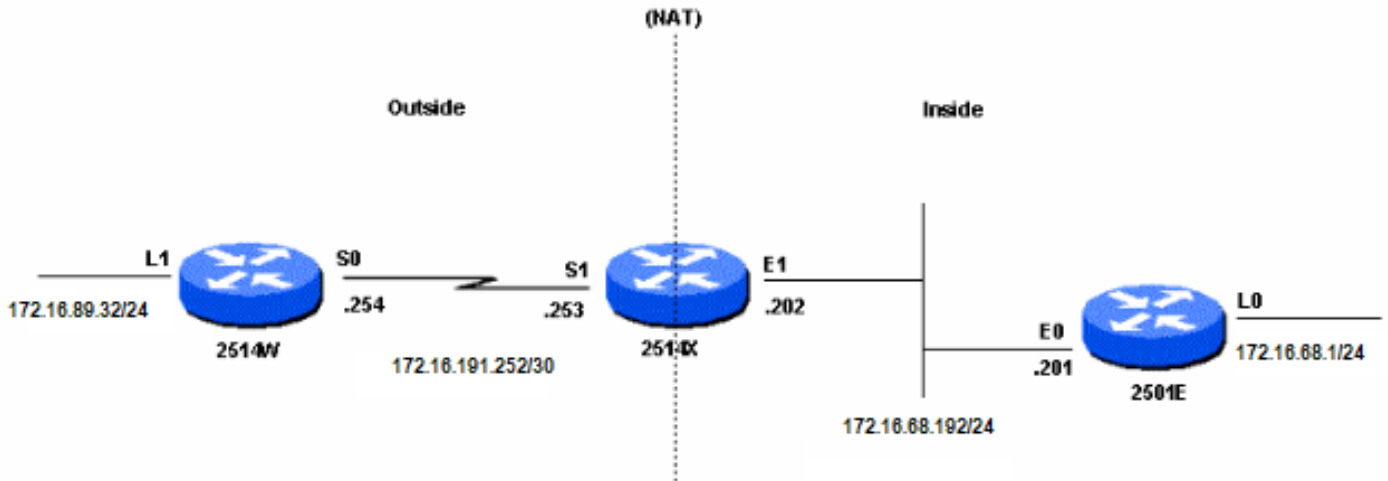 (NAT)
Outside
Inside
L1
S0
S1
E1
172.16.89.32/24
.254
.253
.202
E0
L0
2514W
2514X
172.16.191.252/30
.201
172.16.68.1/24
2501E
172.16.68.192/24